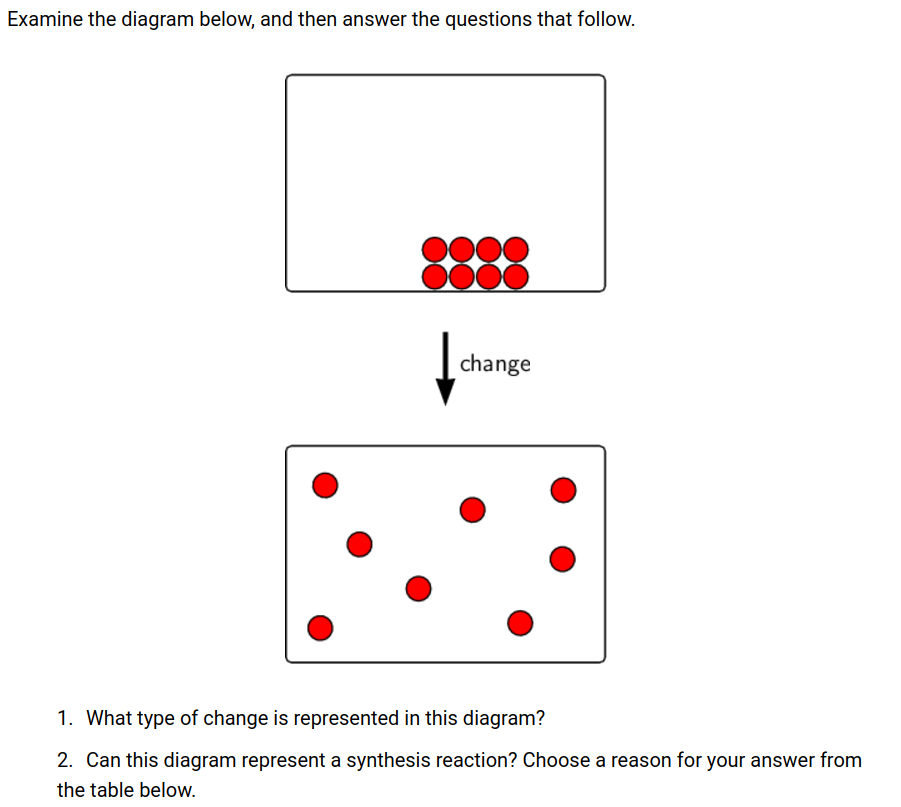 Examine the diagram below, and then answer the questions that follow.
change
1. What type of change is represented in this diagram?
2. Can this diagram represent a synthesis reaction? Choose a reason for your answer from
the table below.